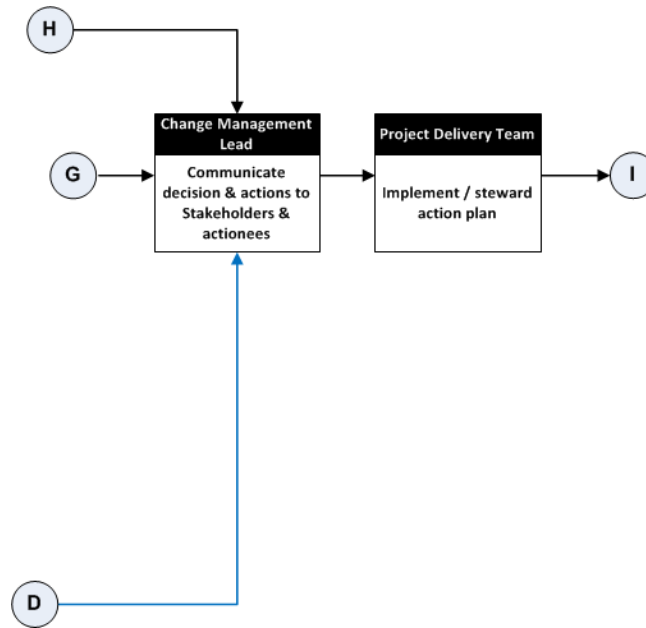 H
Change Management
Lead
Project Delivery Team
G
Communicate
decision & actions to
Stakeholders &
actionees
Implement / steward
action plan
I
D